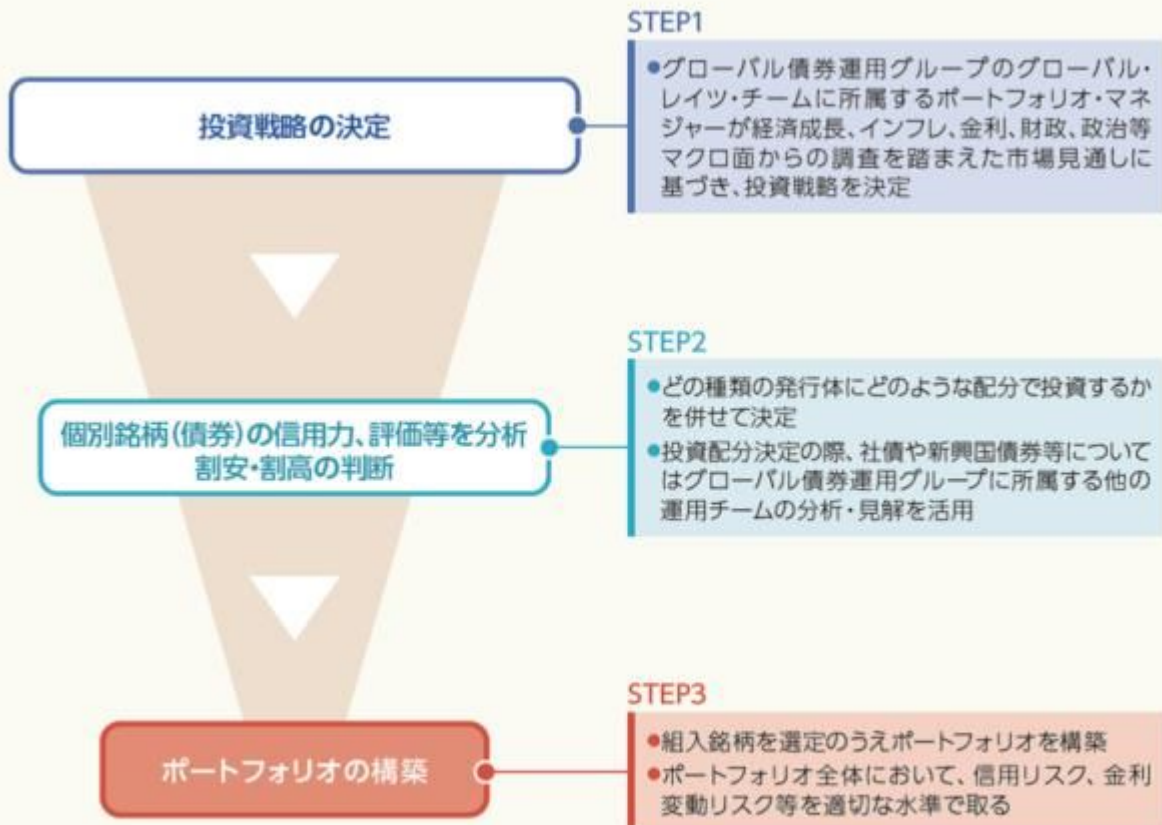 STEP1
投資戦略の決定
●グローバル債券運用グループのグローバル・
レイツ・チームに所属するポートフォリオ・マネ
ジャーが経済成長、インフレ、金利、財政、政治等
マクロ面からの調査を踏まえた市場見通しに
基づき、投資戦略を決定
STEP2
個別銘柄(債券)の信用力、評価等を分析
割安・割高の判断
●どの種類の発行体にどのような配分で投資するか
を併せて決定
●投資配分決定の際、社債や新興国債券等について
はグローバル債券運用グループに所属する他の
運用チームの分析・見解を活用
STEP3
ポートフォリオの構築
●組入銘柄を選定のうえポートフォリオを構築
●ポートフォリオ全体において、信用リスク、金利
変動リスク等を適切な水準で取る